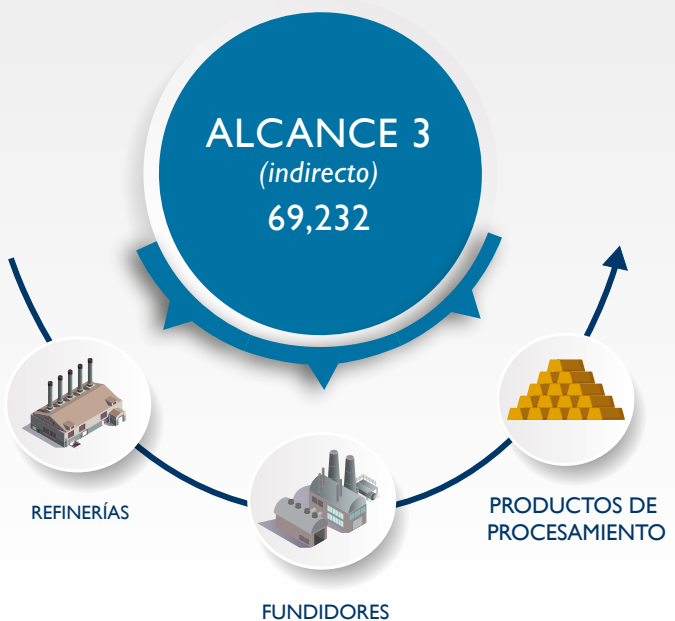 ALCANCE 3
(indirecto)
69,232
REFINERÍAS
FUNDIDORES
PRODUCTOS DE
PROCESAMIENTO